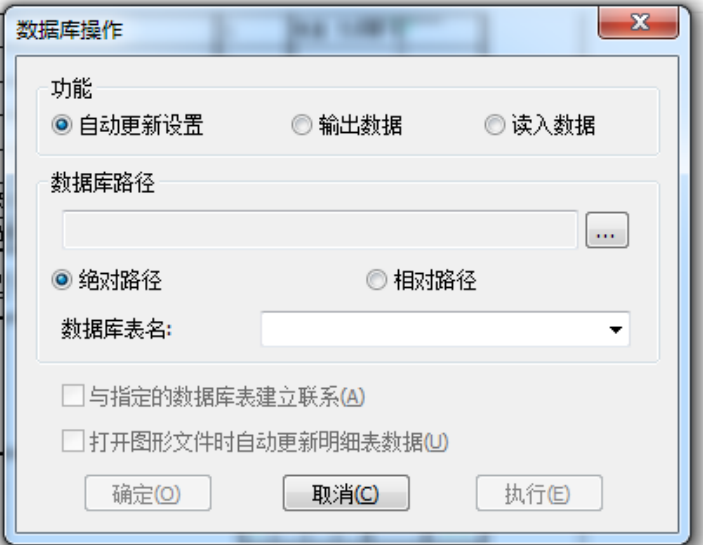 数据库操作
功能
自动更新设置 输出数据 读入数据
数据库路径
...
绝对路径 相对路径
数据库表名:
与指定的数据库表建立联系(A)
打开图形文件时自动更新明细表数据(U)
确定(O) 取消(C) 执行(E)